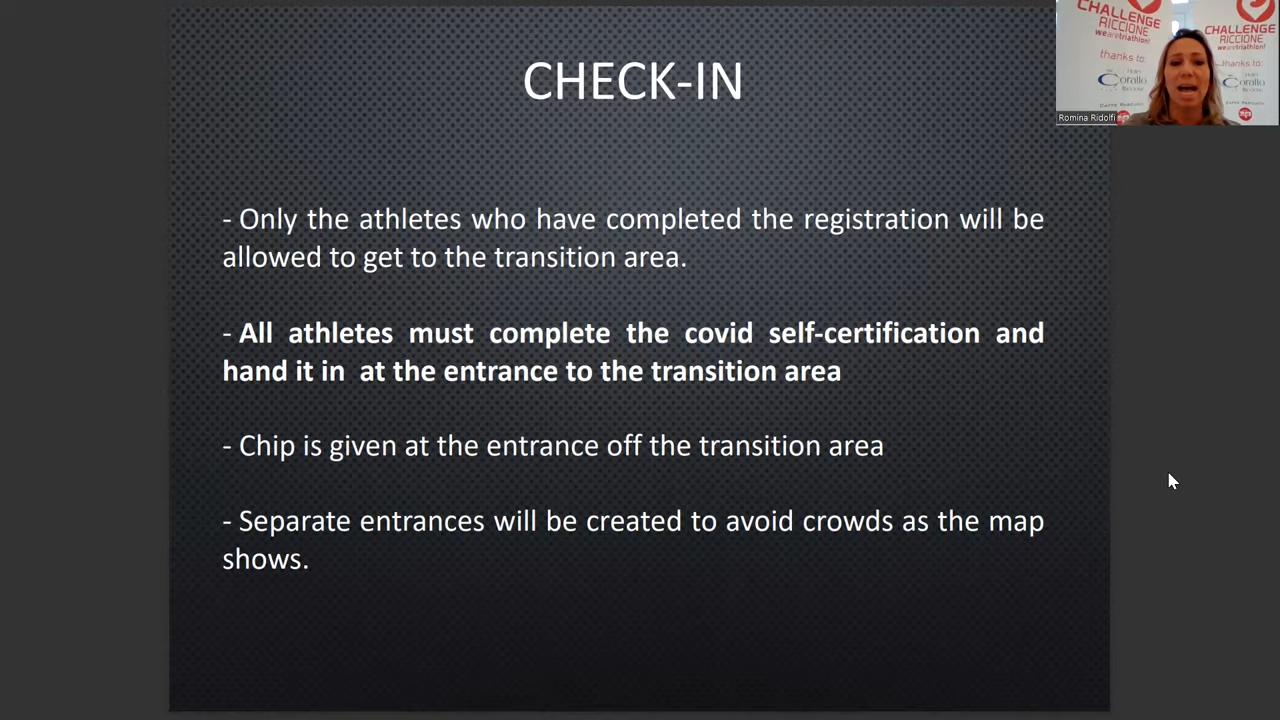 CHECK-IN
- Only the athletes who have completed the registration will be
allowed to get to the transition area.
- All athletes must complete the covid self-certification and
hand it in at the entrance to the transition area
- Chip is given at the entrance off the transition area
- Separate entrances will be created to avoid crowds as the map
shows.
CHALLENGE
RICCIONE
wearetriathlon!
thanks to:
Corallo
RICCIONE
CHALLENGE
RICCIONE
wearetriathlon!
thanks to:
Corallo
Romina Ridolfi